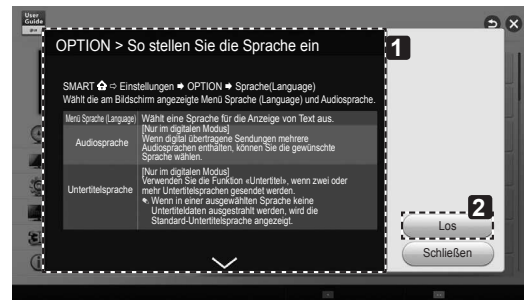 User
Guide
OPTION > So stellen Sie die Sprache ein
1
SMART ⇨ Einstellungen ➡ OPTION ➡ Sprache(Language)
Wählt die am Bildschirm angezeigte Menü Sprache (Language) und Audiosprache.
Menü Sprache (Language) Wählt eine Sprache für die Anzeige von Text aus.
Audiosprache
[Nur im digitalen Modus]
Wenn digital übertragene Sendungen mehrere
Audiosprachen enthalten, können Sie die gewünschte
Sprache wählen.
Untertitelsprache
[Nur im digitalen Modus]
Verwenden Sie die Funktion «Untertitel», wenn zwei oder
mehr Untertitelsprachen gesendet werden.
Wenn in einer ausgewählten Sprache keine
Untertiteldaten ausgestrahlt werden, wird die
Standard-Untertitelsprache angezeigt.
2
Los
Schließen